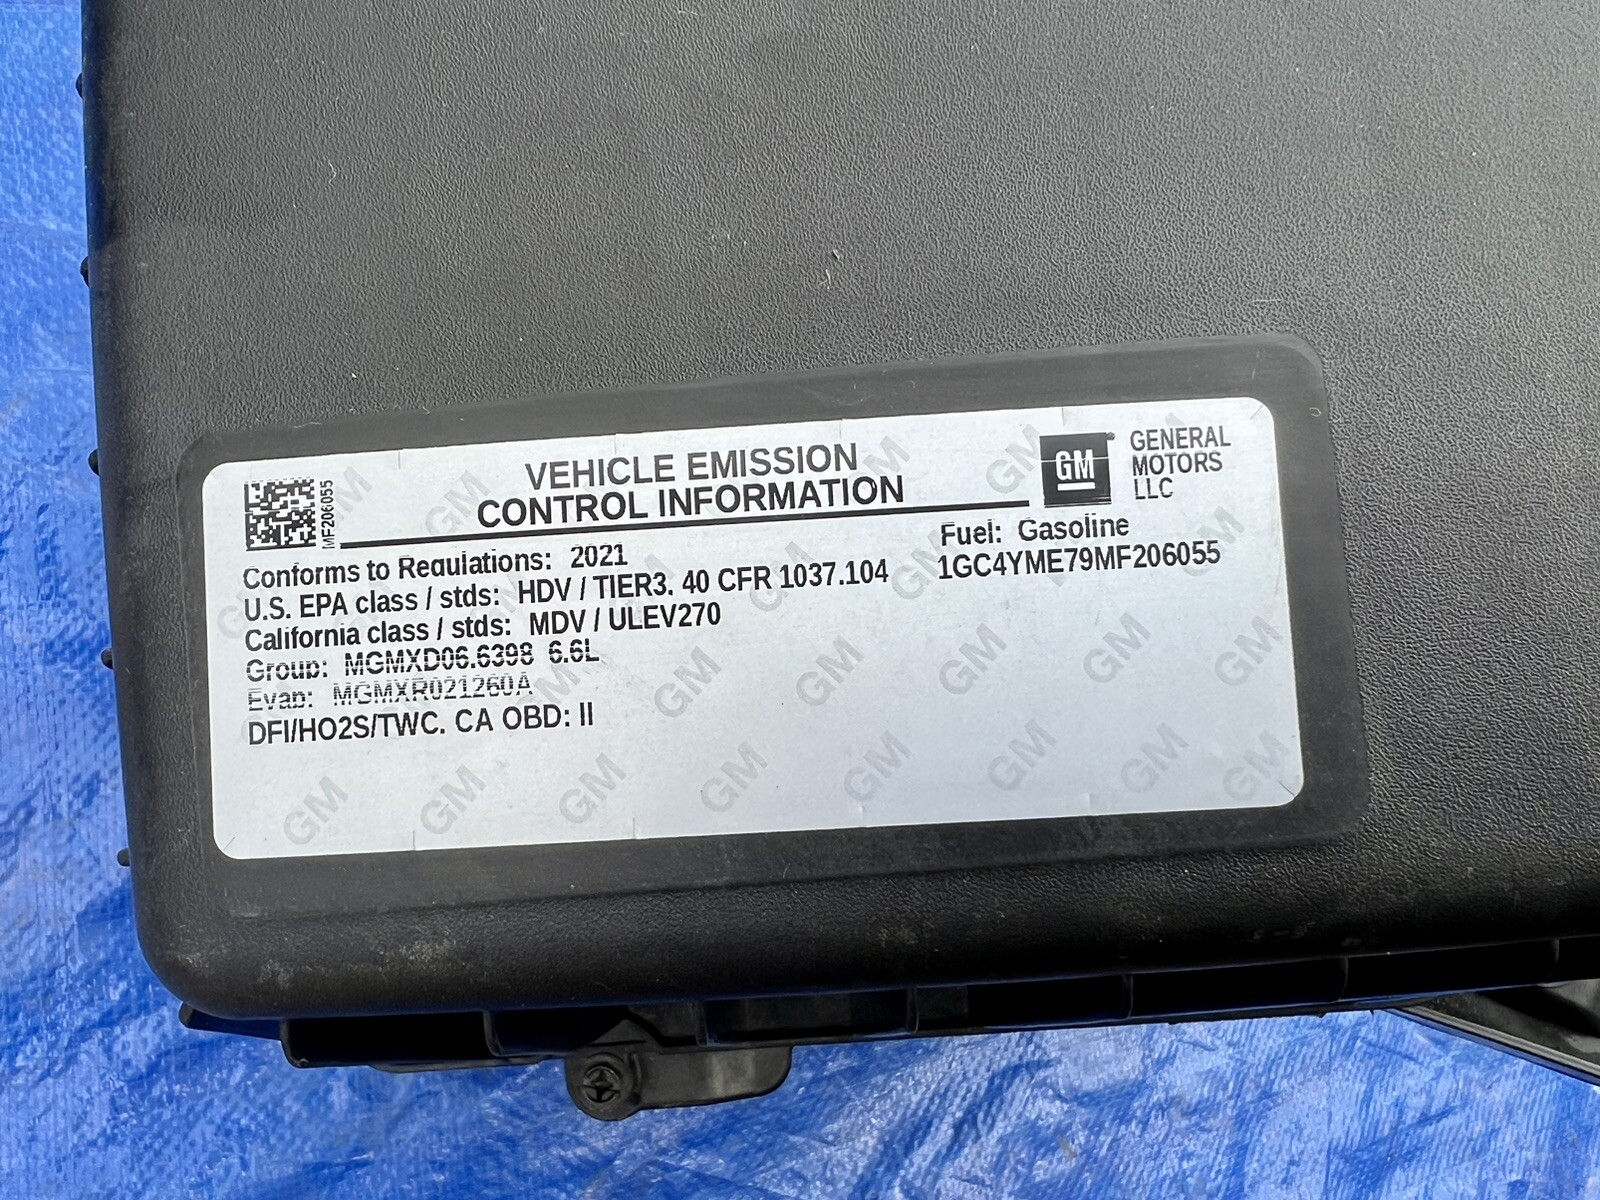 VEHICLE EMISSION
CONTROL INFORMATION
GM
GENERAL
MOTORS
LLC
MF206055
Conforms to Regulations: 2021
Fuel: Gasoline
U.S. EPA class / stds: HDV / TIER3. 40 CFR 1037.104
1GC4YME79MF206055
California class / stds: MDV / ULEV270
Group: MGMXD06.6398 6.6L
Evap: MGMXR021260A
DFI/HO2S/TWC. CA OBD: II